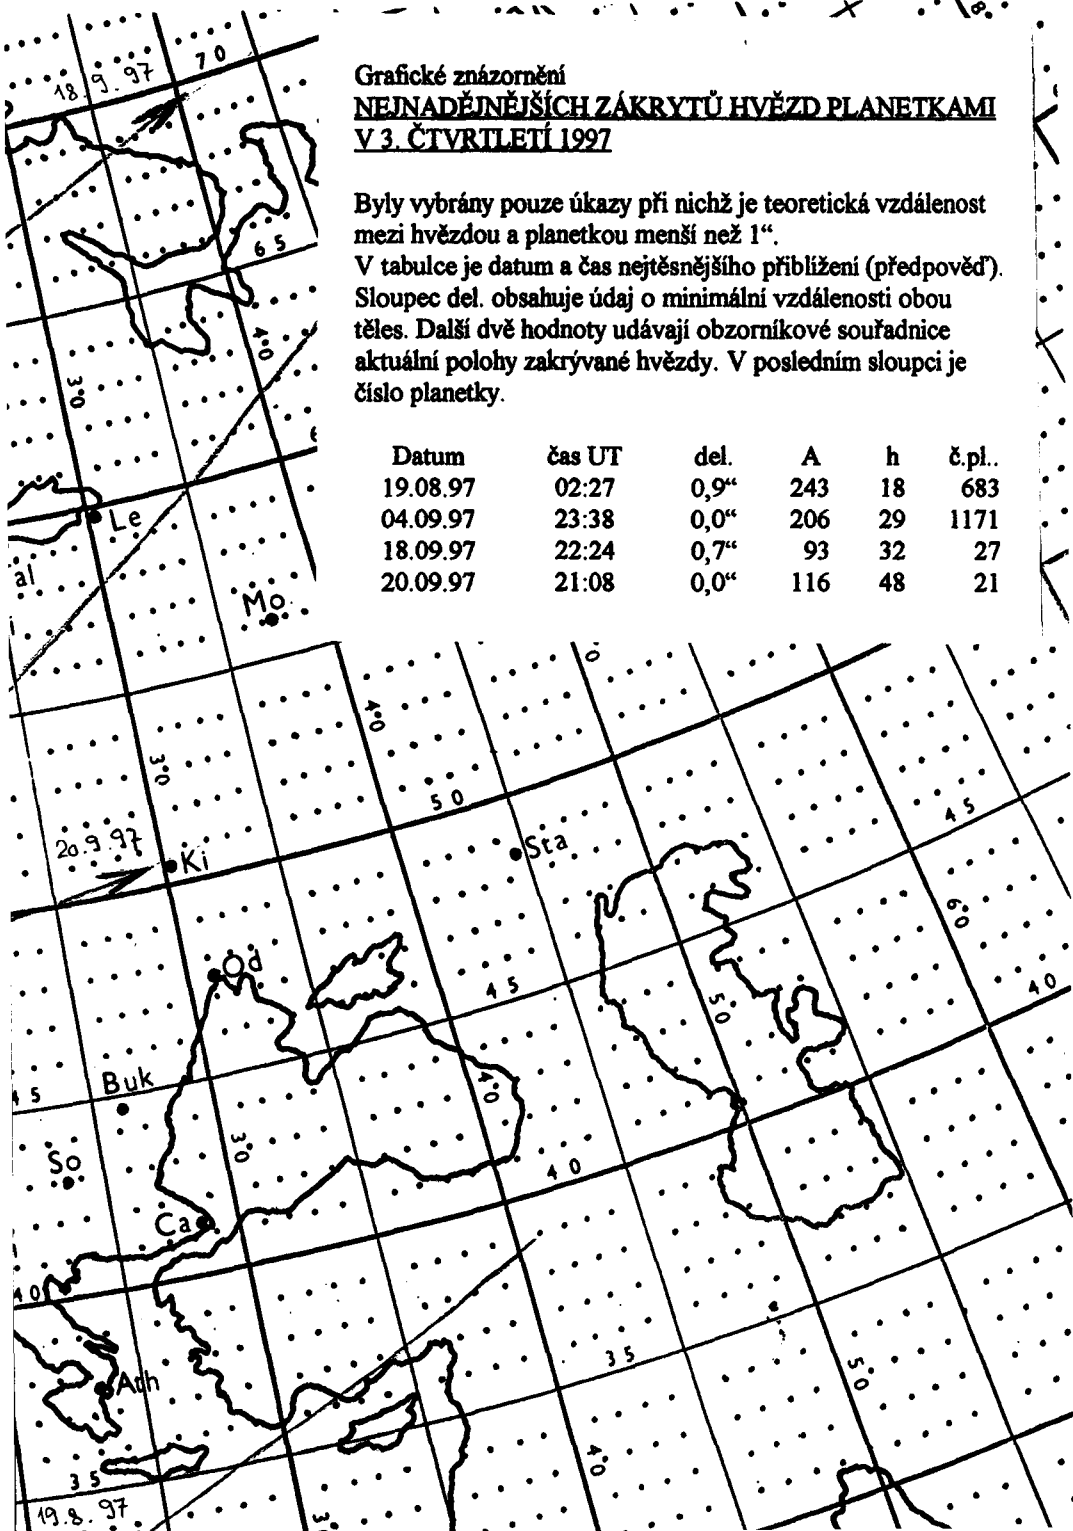 Grafické znázornění
NEJNADĚJNĚJŠÍCH ZÁKRYTŮ HVĚZD PLANETKAMI
V 3. ČTVRTLETÍ 1997
Byly vybrány pouze úkazy při nichž je teoretická vzdálenost
mezi hvězdou a planetkou menší než 1“.
V tabulce je datum a čas nejtěsnějšího přiblížení (předpověď).
Sloupec del. obsahuje údaj o minimální vzdálenosti obou
těles. Další dvě hodnoty udávají obzorníkové souřadnice
aktuální polohy zakrývané hvězdy. V posledním sloupci je
číslo planetky.
Datum čas UT del. A h č.pl..
19.08.97 02:27 0,9“ 243 18 683
04.09.97 23:38 0,0“ 206 29 1171
18.09.97 22:24 0,7“ 93 32 27
20.09.97 21:08 0,0“ 116 48 21
18.9.97
70
65
40
30
Le
al
Mo
40
30
50
45
20.9.97
Ki
Sta
60
Od
45
50
40
45
Buk
40
30
So
40
Ca
40
35
Ath
50
40
35
19.8.97